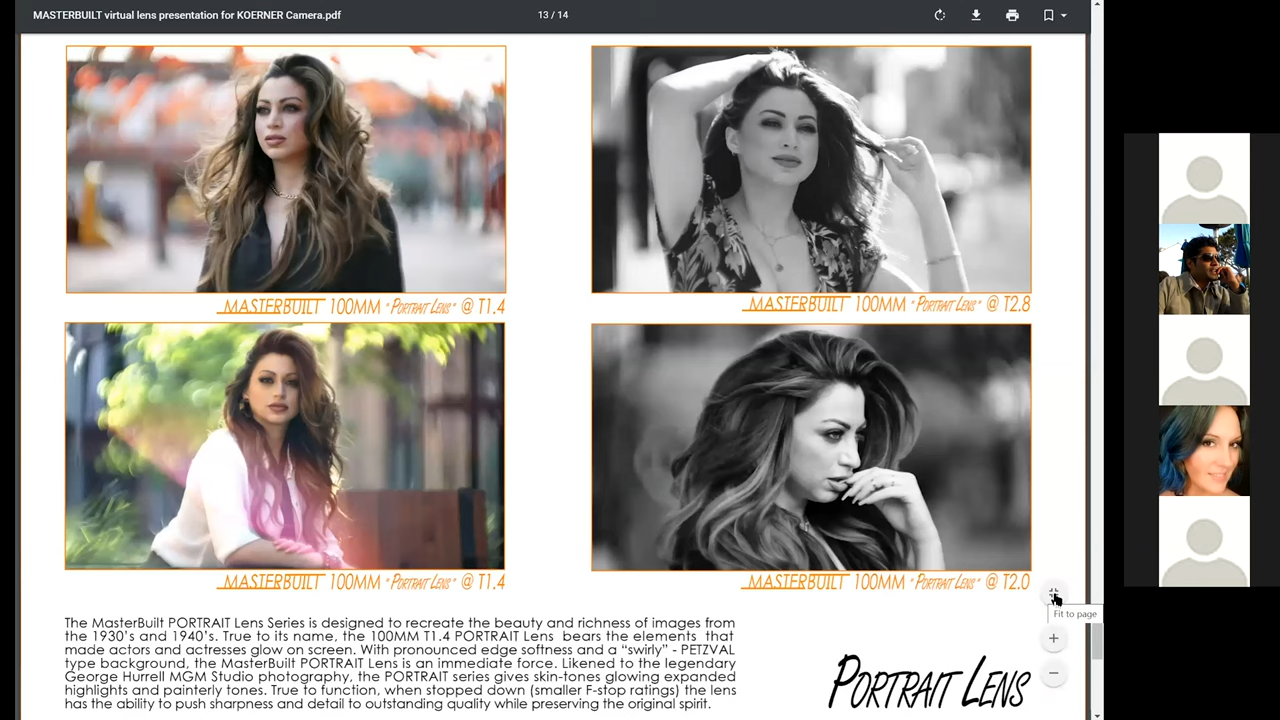 MASTERBUILT virtual lens presentation for KOERNER Camera.pdf
13 / 14
MASTERBUILT 100MM "PORTRAIT LENS" @ T1.4
MASTERBUILT 100MM "PORTRAIT LENS" @ T2.8
MASTERBUILT 100MM "PORTRAIT LENS" @ T1.4
MASTERBUILT 100MM "PORTRAIT LENS" @ T2.0
Fit to page
The MasterBuilt PORTRAIT Lens Series is designed to recreate the beauty and richness of images from
the 1930's and 1940's. True to its name, the 100MM T1.4 PORTRAIT Lens bears the elements that
made actors and actresses glow on screen. With pronounced edge softness and a “swirly” - PETZVAL
type background, the MasterBuilt PORTRAIT Lens is an immediate force. Likened to the legendary
George Hurrell MGM Studio photography, the PORTRAIT series gives skin-tones glowing expanded
highlights and painterly tones. True to function, when stopped down (smaller F-stop ratings) the lens
has the ability to push sharpness and detail to outstanding quality while preserving the original spirit.
PORTRAIT LENS